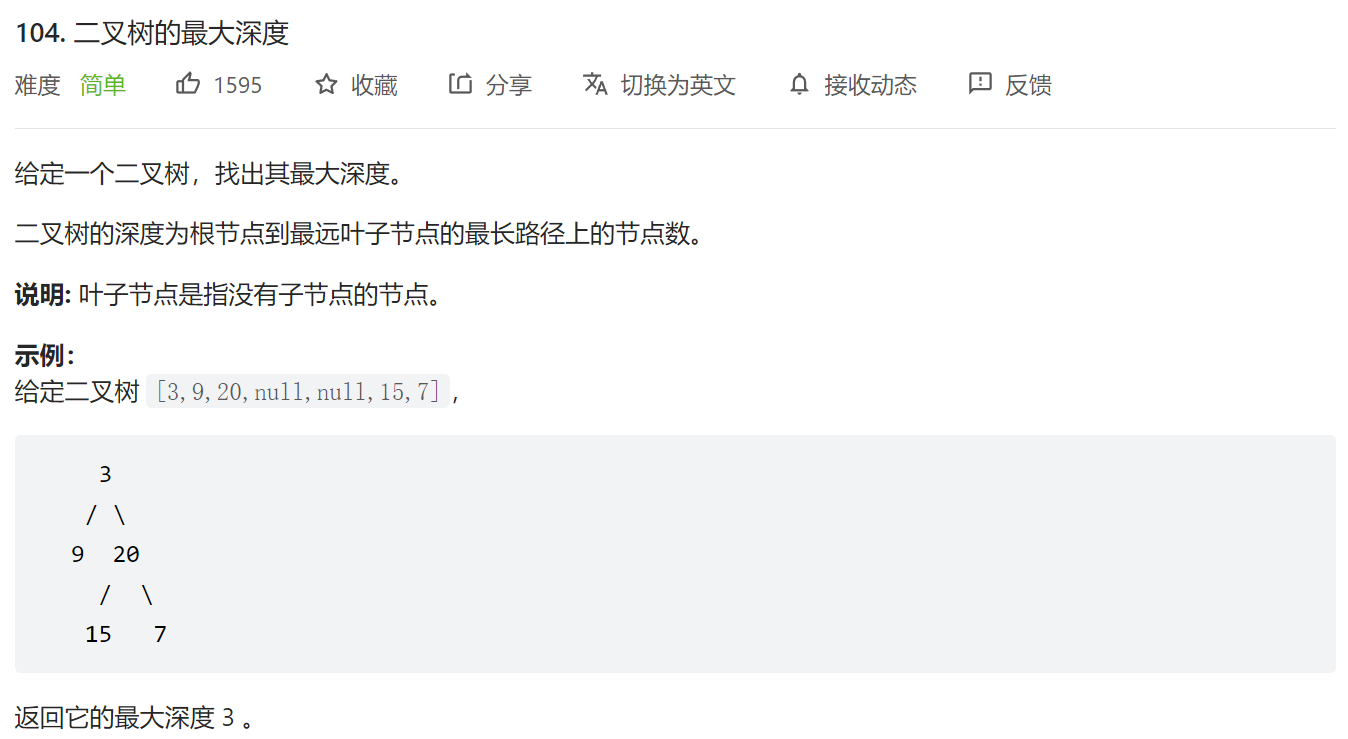 104. 二叉树的最大深度
难度 简单 1595 收藏 分享 切换为英文 接收动态 反馈
给定一个二叉树，找出其最大深度。
二叉树的深度为根节点到最远叶子节点的最长路径上的节点数。
说明: 叶子节点是指没有子节点的节点。
示例：
给定二叉树 [3,9,20,null,null,15,7]，
3
/ \
9 20
/ \
15 7
返回它的最大深度 3 。